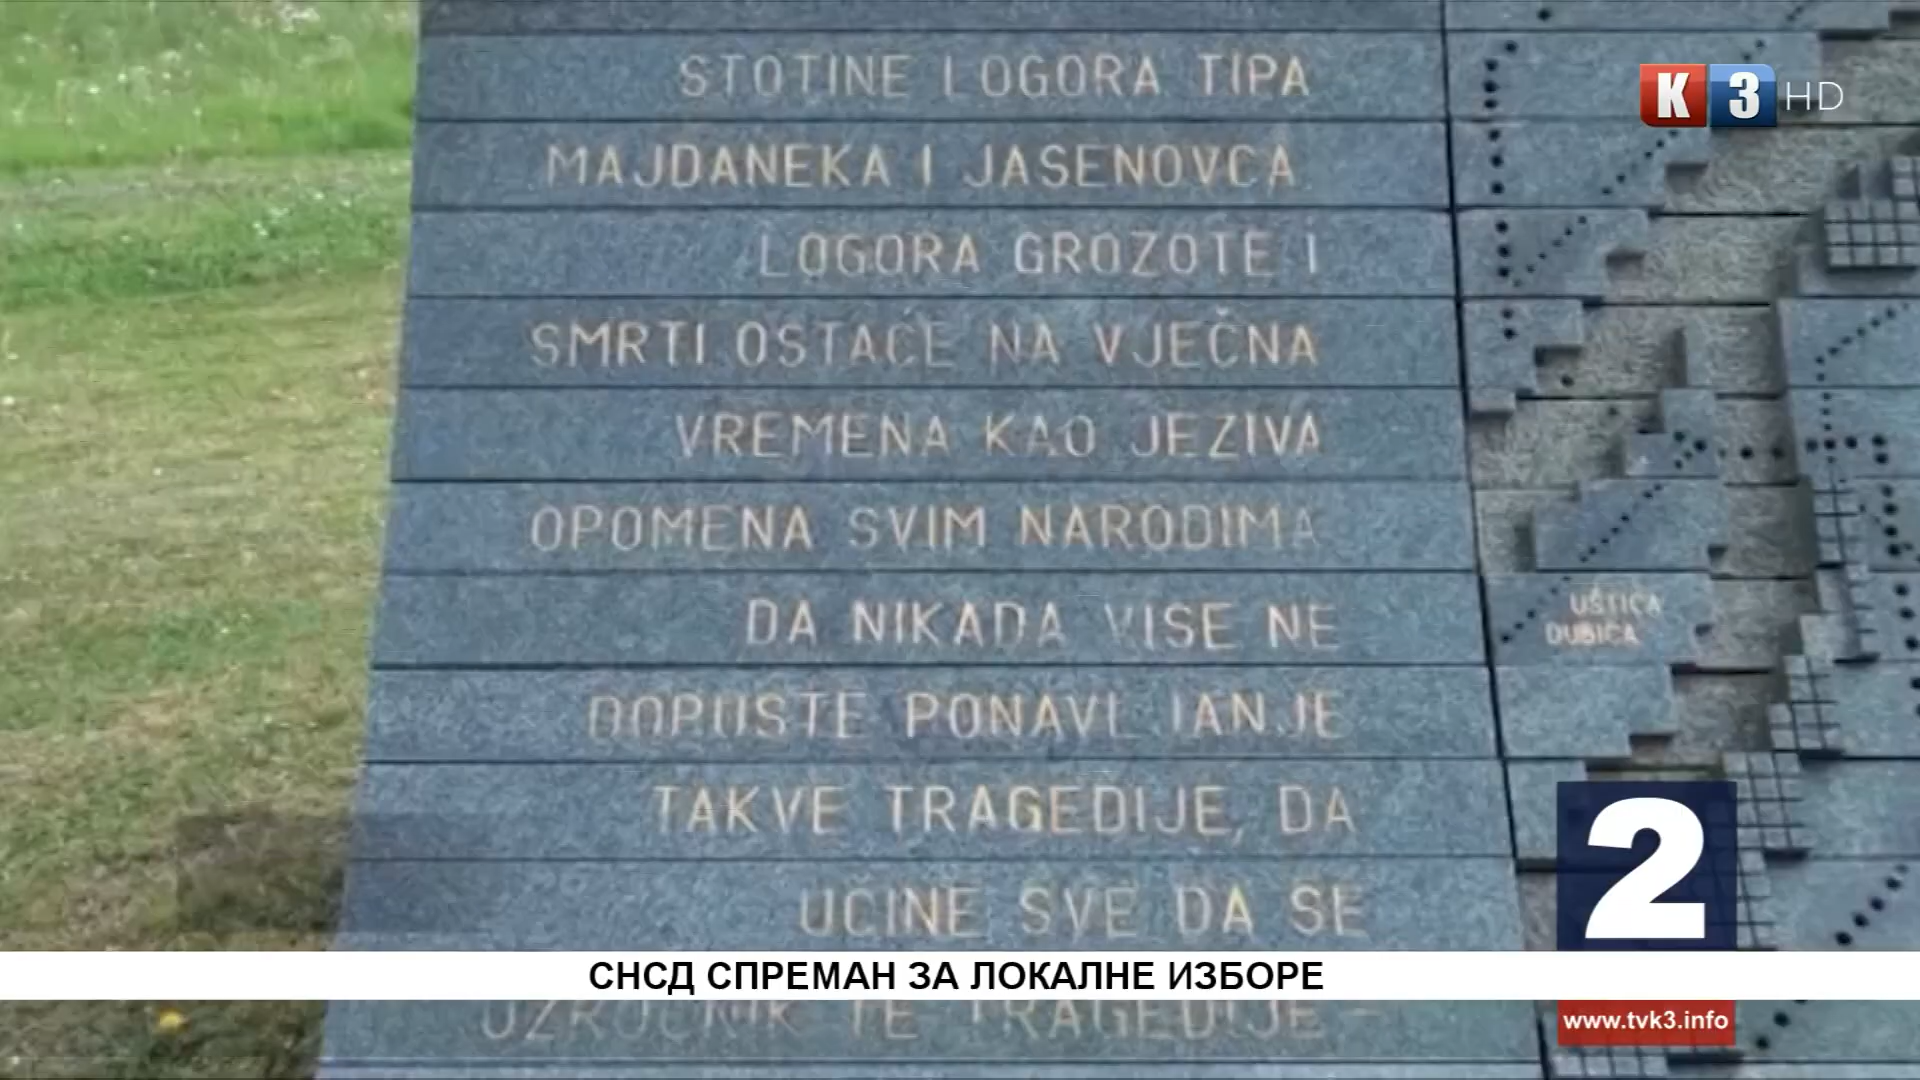 STOTINE LOGORA TIPA
MAJDANEKA I JASENOVCA
LOGORA GROZOTE I
SMRTI OSTAĆE NA VJEČNA
VREMENA KAO JEZIVA
OPOMENA SVIM NARODIMA
DA NIKADA VISE NE
DOPUSTE PONAVLJANJE
TAKVE TRAGEDIJE, DA
UČINE SVE DA SE
UZROČNIK TE TRAGEDIJE –
UŠTICA
DUBICA
K3 HD
2
СНСД СПРЕМАН ЗА ЛОКАЛНЕ ИЗБОРЕ
www.tvk3.info